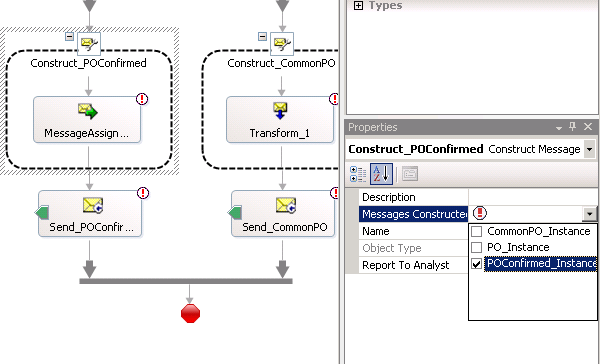 Types
Construct_POConfirmed
Construct_CommonPO
MessageAssign...
Transform_1
Send_POConfir...
Send_CommonPO
Properties
Construct_POConfirmed Construct Message
Description
Messages Constructed
Name
Object Type
Report To Analyst
CommonPO_Instance
PO_Instance
POConfirmed_Instance